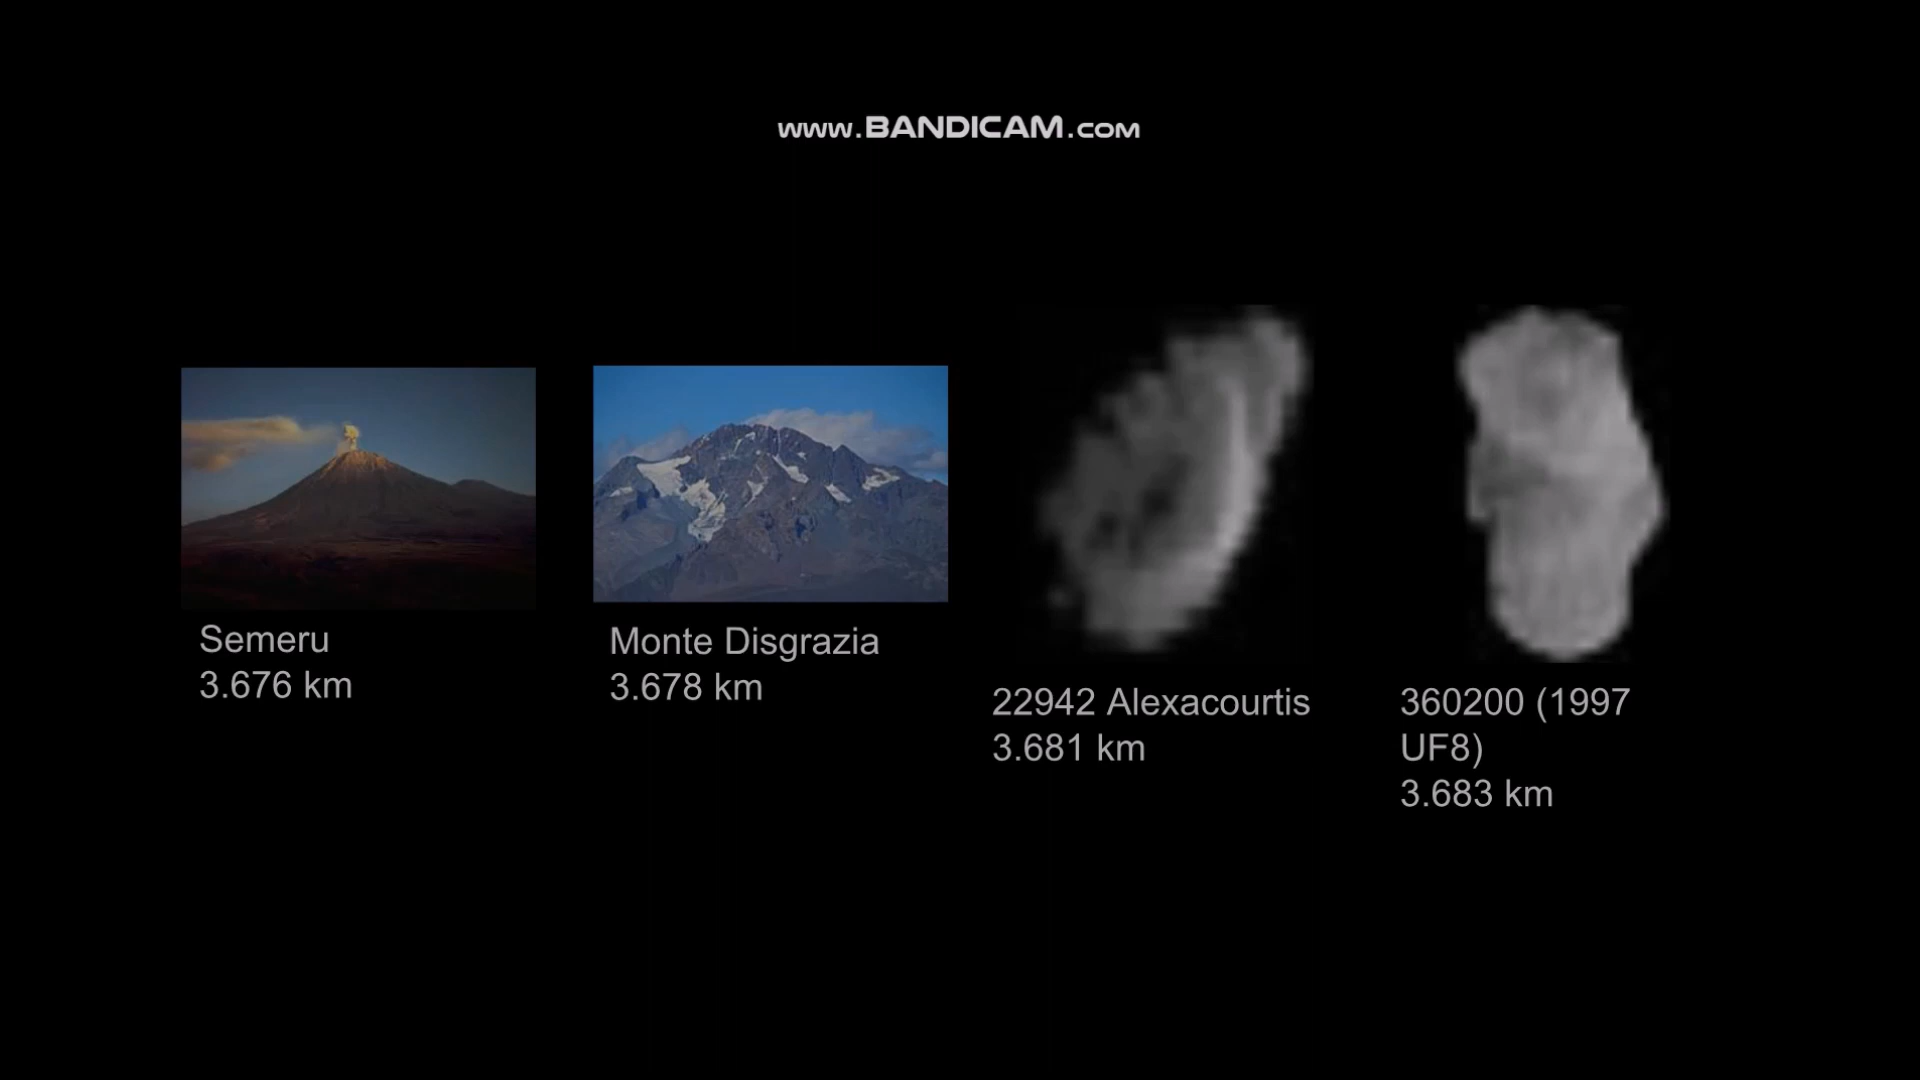 www.BANDICAM.com
Semeru
3.676 km
Monte Disgrazia
3.678 km
22942 Alexacourtis
3.681 km
360200 (1997
UF8)
3.683 km